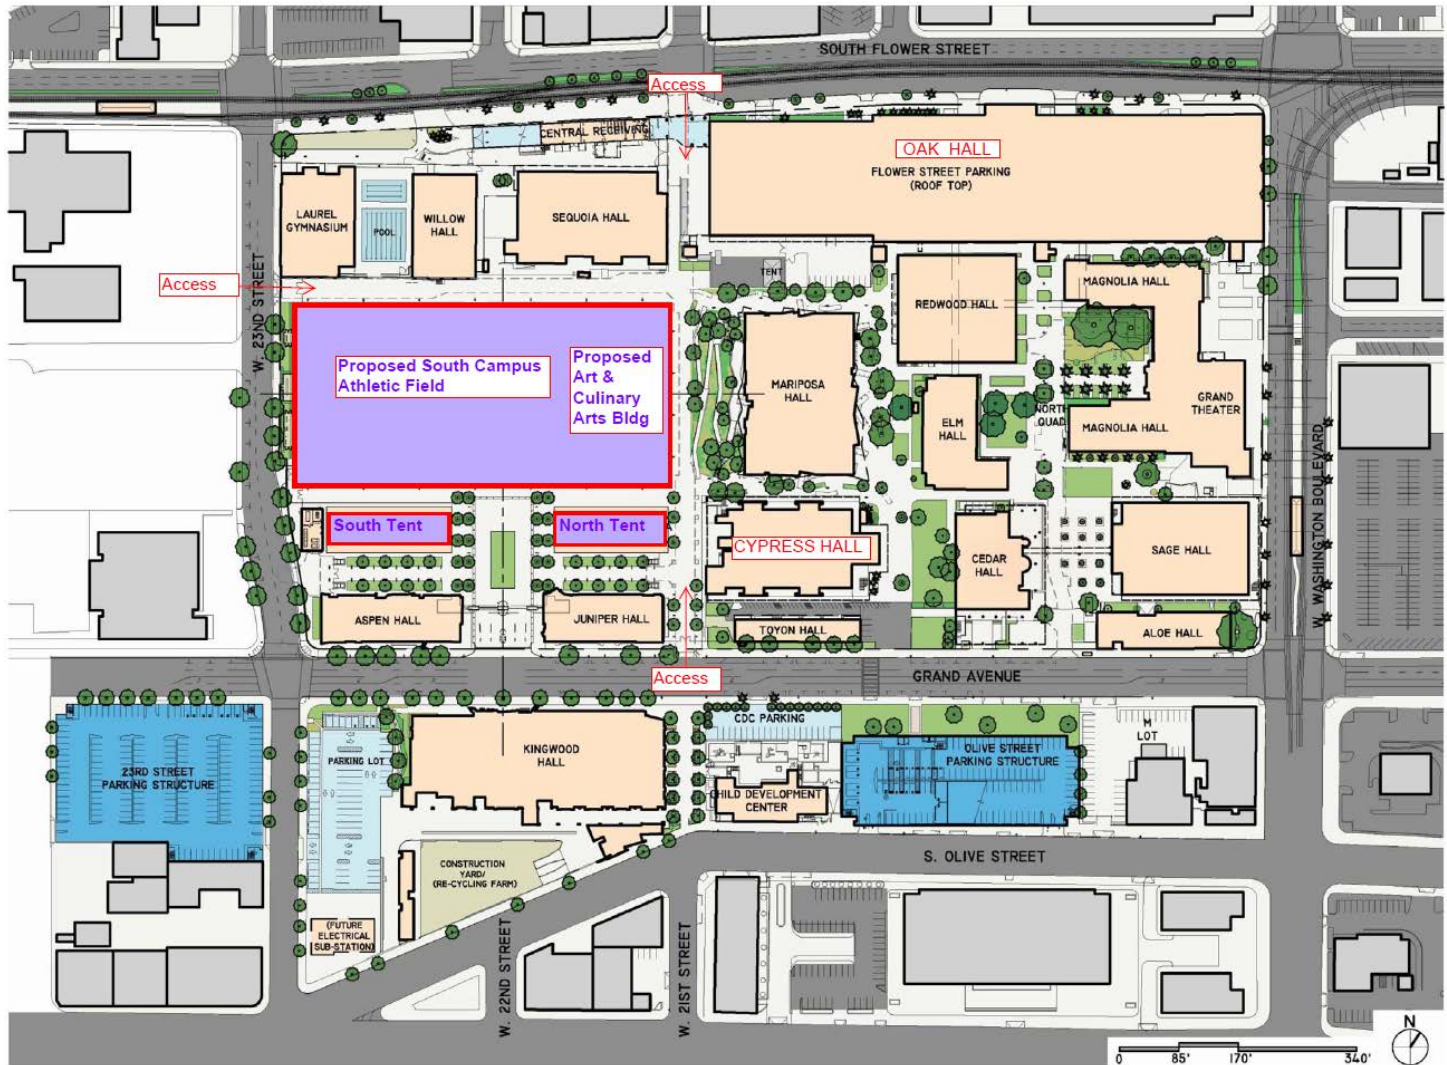 SOUTH FLOWER STREET
Access
CENTRAL RECEIVING
OAK HALL
FLOWER STREET PARKING
(ROOF TOP)
LAUREL
GYMNASIUM
POOL
WILLOW
HALL
SEQUOIA HALL
TENT
REDWOOD HALL
MAGNOLIA HALL
Access
W. 23RD STREET
Proposed South Campus
Athletic Field
Proposed
Art &
Culinary
Arts Bldg
MARIPOSA
HALL
ELM
HALL
NORTH
QUAD
MAGNOLIA HALL
GRAND
THEATER
W. WASHINGTON BOULEVARD
South Tent
North Tent
CYPRESS HALL
CEDAR
HALL
SAGE HALL
ASPEN HALL
JUNIPER HALL
TOYON HALL
ALOE HALL
Access
GRAND AVENUE
23RD STREET
PARKING STRUCTURE
PARKING LOT
KINGWOOD
HALL
CDC PARKING
CHILD DEVELOPMENT
CENTER
OLIVE STREET
PARKING STRUCTURE
M
LOT
CONSTRUCTION
YARD/
(RE-CYCLING FARM)
S. OLIVE STREET
(FUTURE
ELECTRICAL
SUB-STATION)
W. 22ND STREET
W. 21ST STREET
N
0 85' 170' 340'